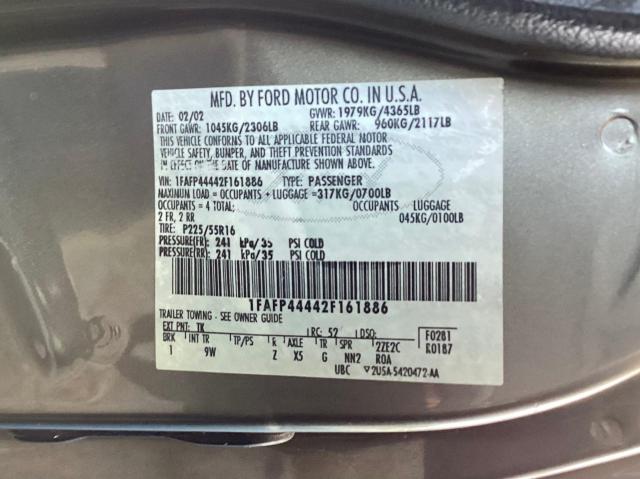 MFD. BY FORD MOTOR CO. IN U.S.A.
DATE: 02/02 GVWR: 1979KG/4365LB
FRONT GAWR: 1045KG/2306LB REAR GAWR: 960KG/2117LB
THIS VEHICLE CONFORMS TO ALL APPLICABLE FEDERAL MOTOR
VEHICLE SAFETY, BUMPER, AND THEFT PREVENTION STANDARDS
IN EFFECT ON THE DATE OF MANUFACTURE SHOWN ABOVE.
VIN: 1FAFP44442F161886 TYPE: PASSENGER
MAXIMUM LOAD = OCCUPANTS + LUGGAGE = 317KG/0700LB
OCCUPANTS = 4 TOTAL: OCCUPANTS LUGGAGE
2 FR, 2 RR 045KG/0100LB
TIRE: P225/55R16
PRESSURE(FR): 241 kPa/35 PSI COLD
PRESSURE(RR): 241 kPa/35 PSI COLD
1FAFP44442F161886
TRAILER TOWING - SEE OWNER GUIDE
EXT PNT: TK RC: 52 DSO: F0281
BRK INT TR TP/PS R AXLE TR SPR 2ZE2C R0187
1 9W Z X5 G NN2 ROA
UBC ▽2U5A-5420472-AA